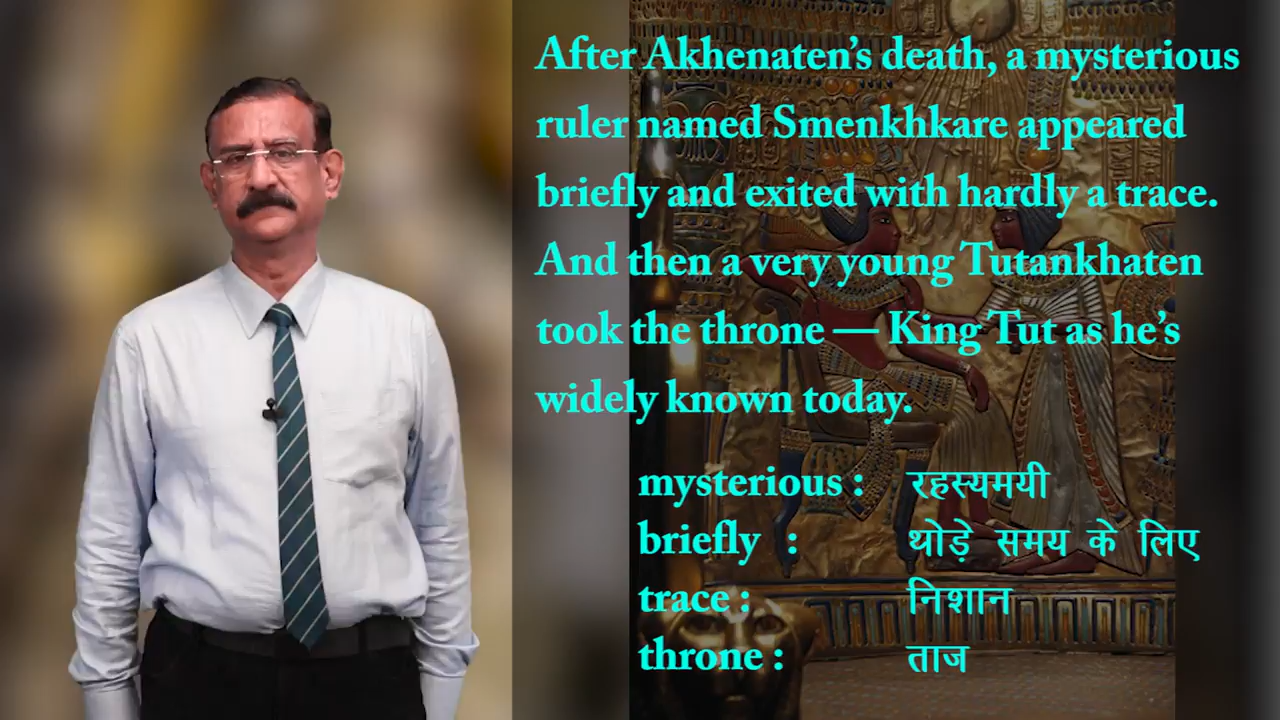 After Akhenaten’s death, a mysterious
ruler named Smenkhkare appeared
briefly and exited with hardly a trace.
And then a very young Tutankhaten
took the throne — King Tut as he’s
widely known today.
mysterious : रहस्यमयी
briefly : थोड़े समय के लिए
trace : निशान
throne : ताज